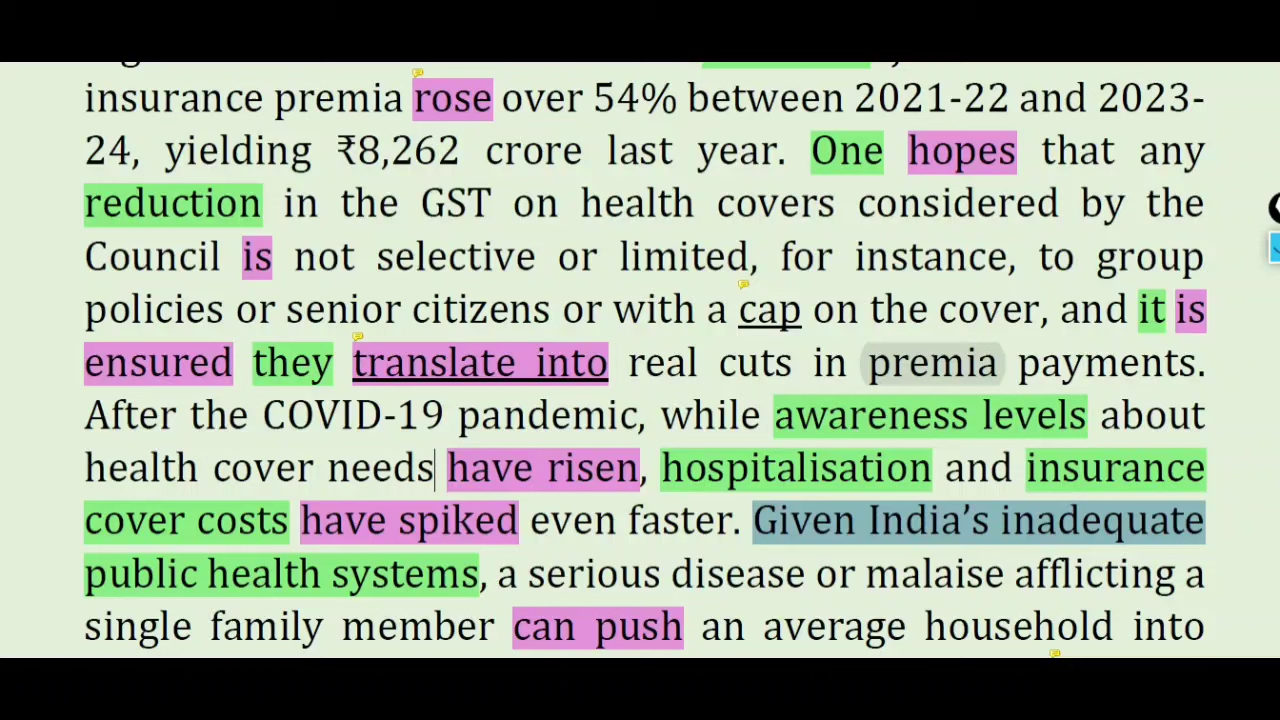 insurance premia rose over 54% between 2021-22 and 2023-
24, yielding ₹8,262 crore last year. One hopes that any
reduction in the GST on health covers considered by the
Council is not selective or limited, for instance, to group
policies or senior citizens or with a cap on the cover, and it is
ensured they translate into real cuts in premia payments.
After the COVID-19 pandemic, while awareness levels about
health cover needs have risen, hospitalisation and insurance
cover costs have spiked even faster. Given India’s inadequate
public health systems, a serious disease or malaise afflicting a
single family member can push an average household into